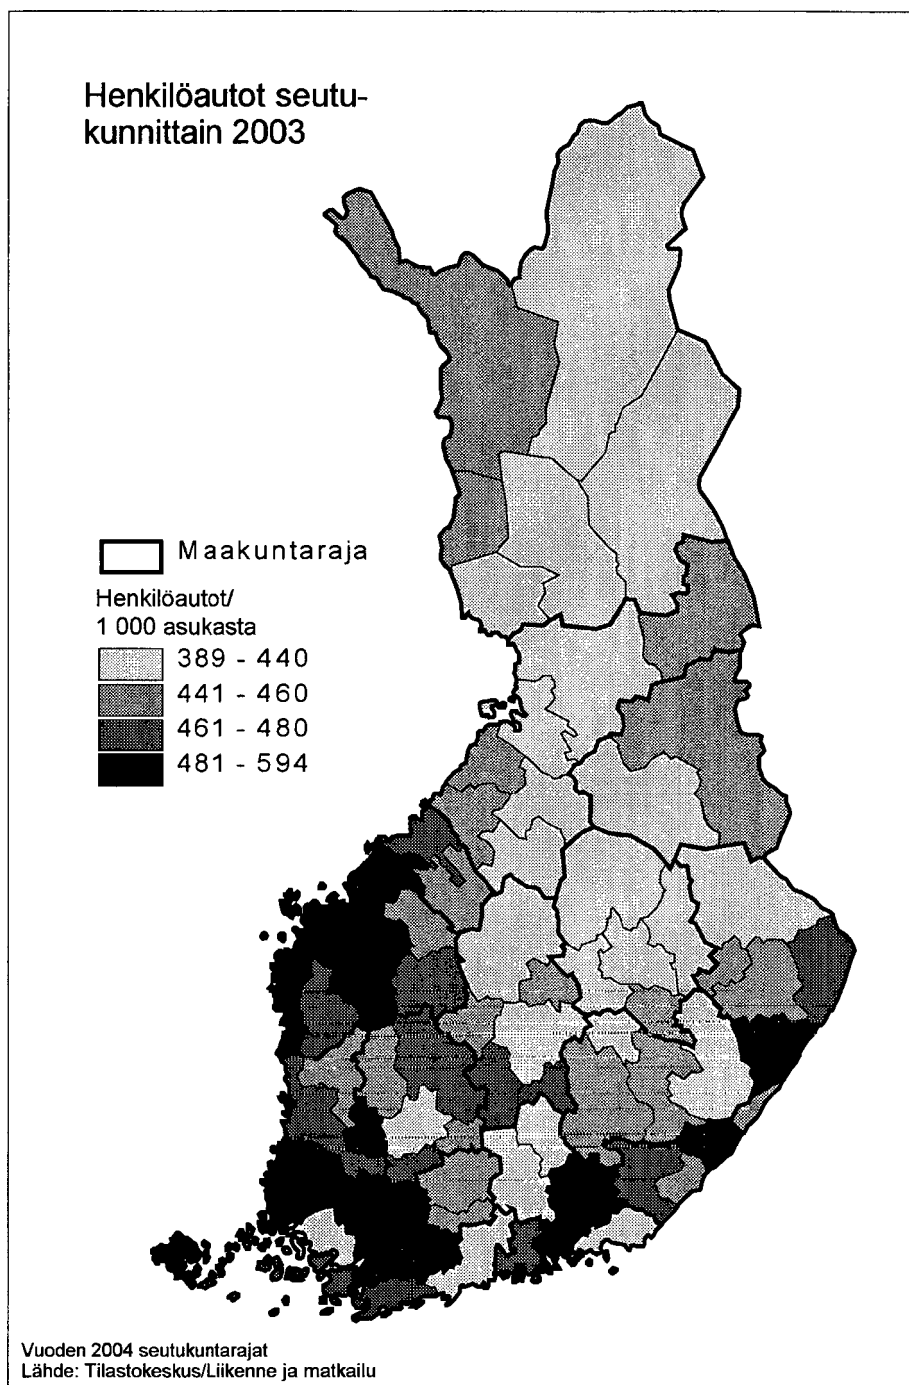 Henkilöautot seutu-
kunnittain 2003
Maakuntaraja
Henkilöautot/
1 000 asukasta
389 - 440
441 - 460
461 - 480
481 - 594
Vuoden 2004 seutukuntarajat
Lähde: Tilastokeskus/Liikenne ja matkailu